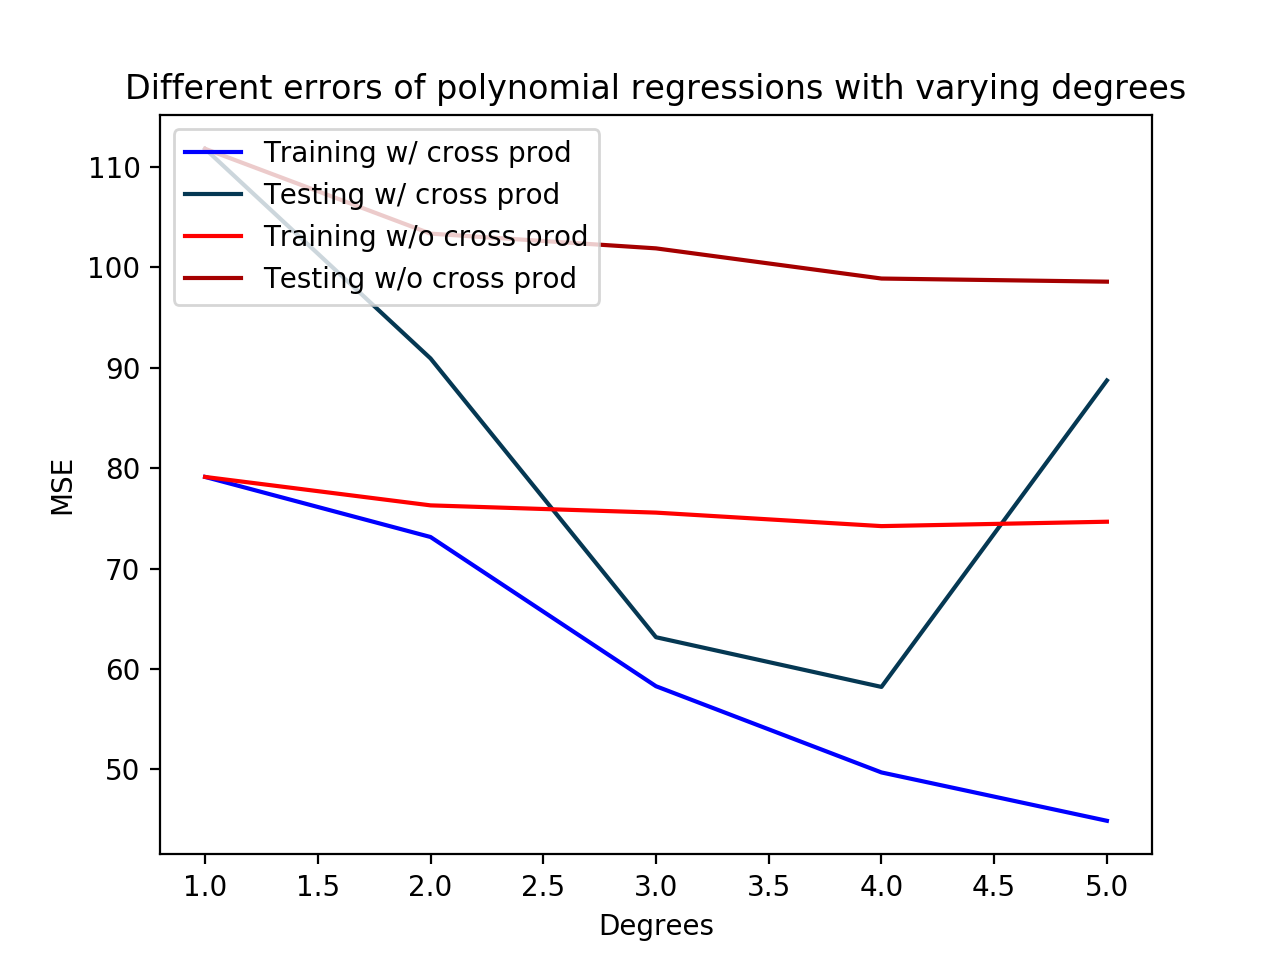 Different errors of polynomial regressions with varying degrees
Training w/ cross prod
Testing w/ cross prod
Training w/o cross prod
Testing w/o cross prod
110
100
90
80
70
60
50
MSE
1.0 1.5 2.0 2.5 3.0 3.5 4.0 4.5 5.0
Degrees